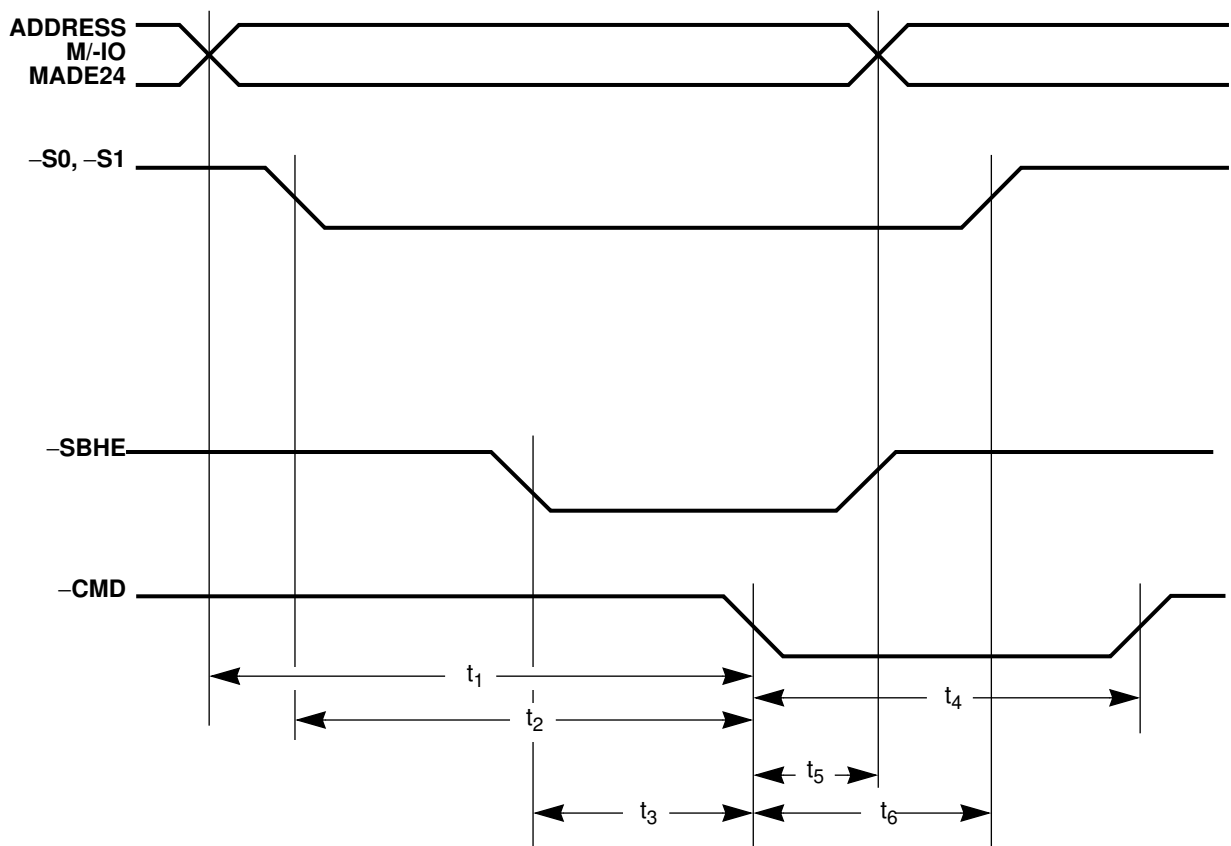 ADDRESS
M/-IO
MADE24
–S0, –S1
–SBHE
–CMD
t1
t4
t2
t5
t3
t6